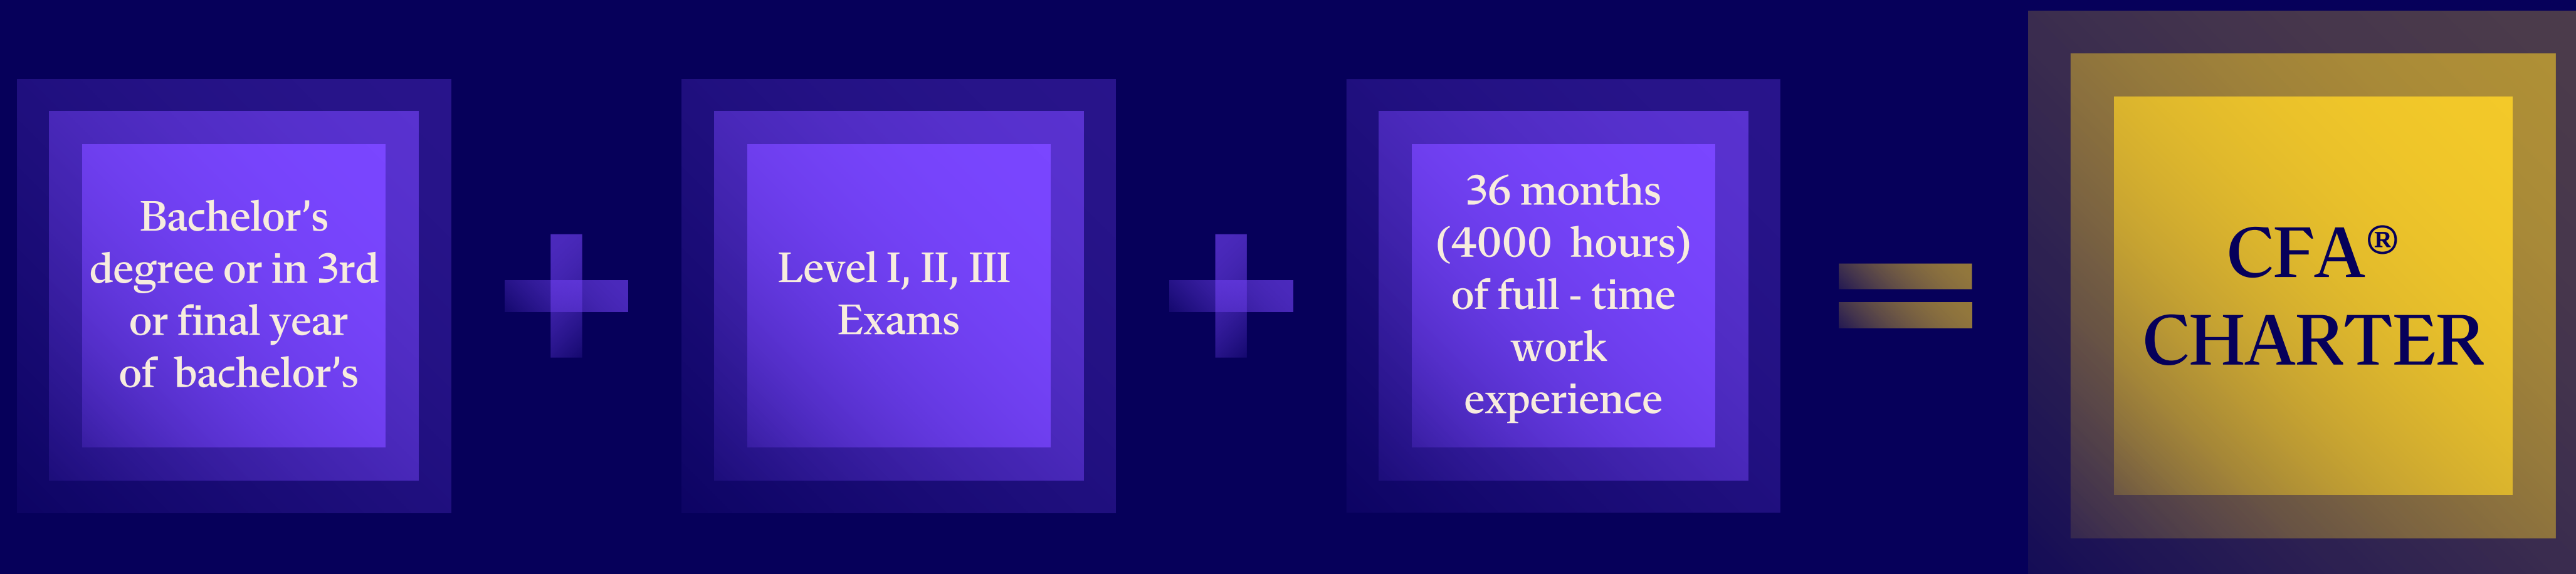 Bachelor’s
degree or in 3rd
or final year
of  bachelor’s
Level I, II, III
Exams
36 months
(4000  hours)
of full - time
work
experience
CFA®
CHARTER